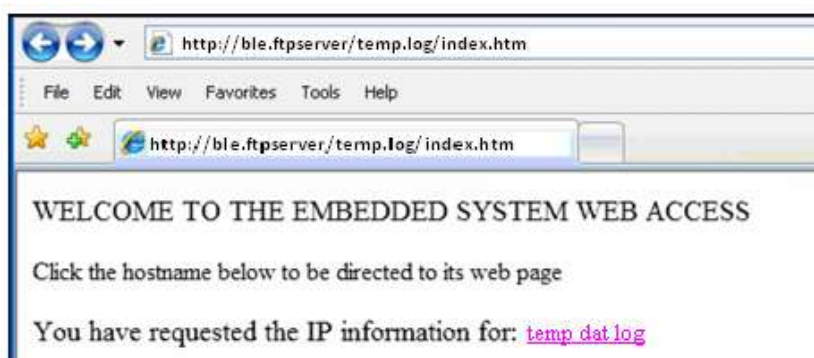 http://ble.ftpserver/temp.log/index.htm
File Edit View Favorites Tools Help
http://ble.ftpserver/temp.log/index.htm
WELCOME TO THE EMBEDDED SYSTEM WEB ACCESS
Click the hostname below to be directed to its web page
You have requested the IP information for: temp dat log